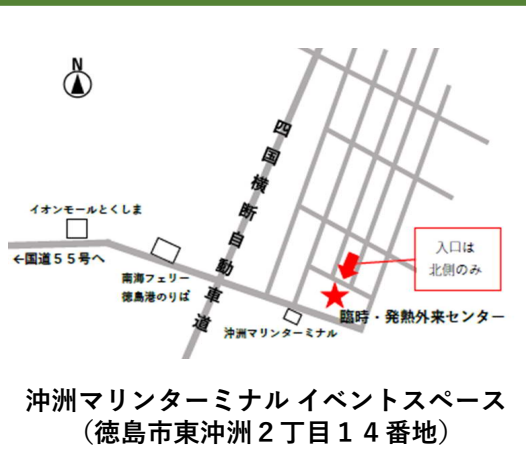 N
四国横断自動車道
イオンモールとくしま
←国道５５号へ
南海フェリー
徳島港のりば
沖洲マリンターミナル
入口は
北側のみ
臨時・発熱外来センター
沖洲マリンターミナル イベントスペース
（徳島市東沖洲２丁目１４番地）